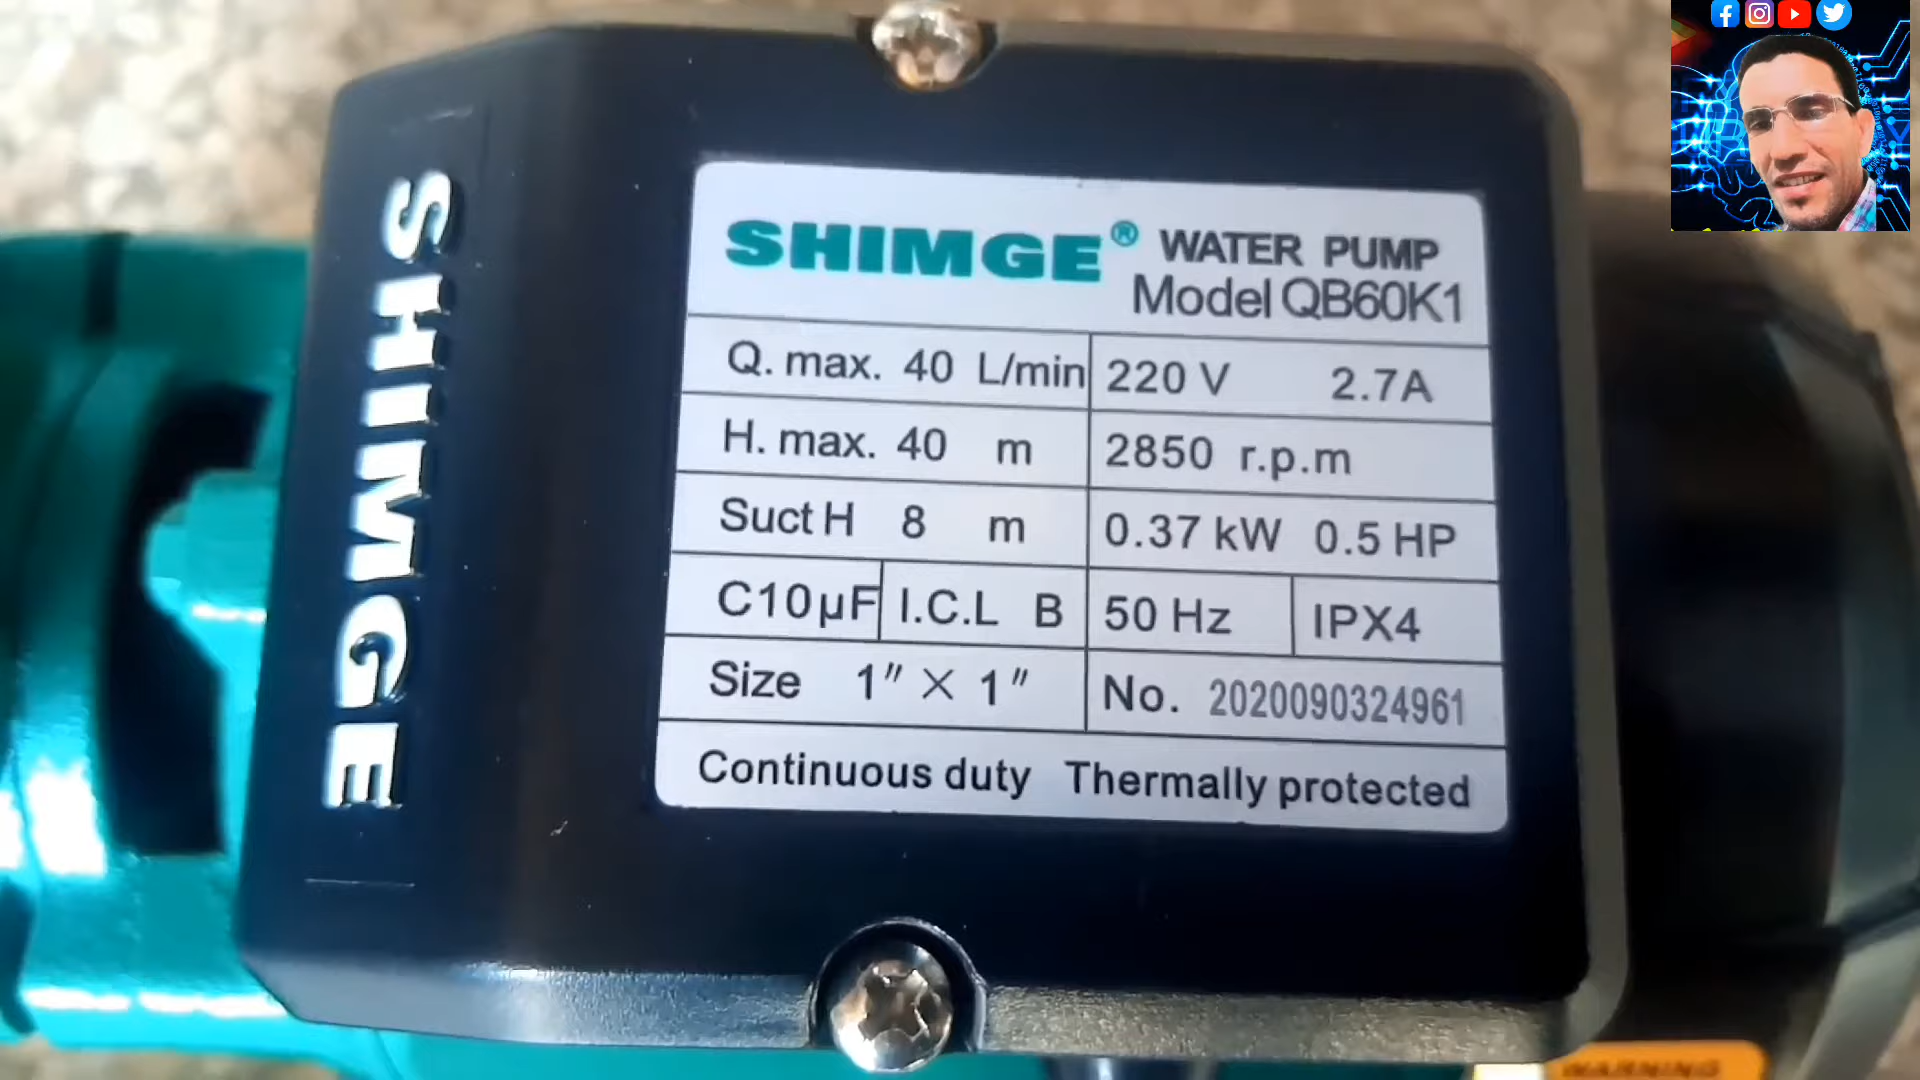 SHIMGE
SHIMGE® WATER PUMP
Model QB60K1
Q. max. 40 L/min 220 V 2.7A
H. max. 40 m 2850 r.p.m
Suct H 8 m 0.37 kW 0.5 HP
C10µF I.C.L B 50 Hz IPX4
Size 1" × 1" No. 2020090324961
Continuous duty Thermally protected
WARNING